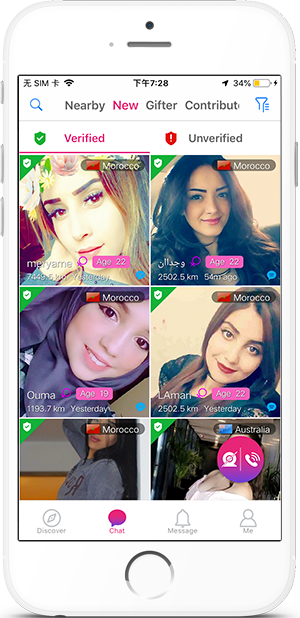 无 SIM 卡 下午7:28 34%
Nearby New Gifter Contribute
Verified Unverified
Morocco
meryame Age 22
7449.5 km Yesterday
Morocco
وجدان Age 22
2502.5 km 54m ago
Morocco
Ouma Age 19
1193.7 km Yesterday
Morocco
LAmari Age 22
2502.5 km Yesterday
Morocco
Australia
Discover Chat Message Me